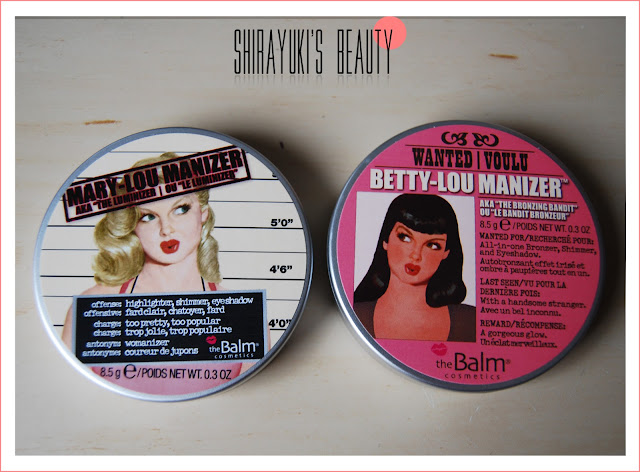 SHIRAYUKI'S BEAUTY
MARY-LOU MANIZER
AKA "THE LUMINIZER | OU "LE LUMINIZET"
5'0"
4'6"
4'0"
offense: highlighter, shimmer, eyeshadow
offensive: fard clair, chatoyer, fard
charge: too pretty, too popular
charge: trop jolie, trop populaire
antonym: womanizer
antonyme: coureur de jupons
theBalm®
cosmetics
8.5 g ℮/POIDS NET WT. 0.3 OZ
WANTED | VOULU
BETTY-LOU MANIZER™
AKA "THE BRONZING BANDIT"
OU "LE BANDIT BRONZEUR"
8.5 g ℮/POIDS NET WT. 0.3 OZ
WANTED FOR/RECHERCHÉ POUR:
All-in-one Bronzer, Shimmer,
and Eyeshadow.
Autobronzant effet irisé et
ombre à paupières tout en un.
LAST SEEN/VU POUR LA
DERNIÈRE FOIS:
With a handsome stranger.
Avec un bel inconnu.
REWARD/RÉCOMPENSE:
A gorgeous glow.
Un éclat merveilleux.
theBalm®
cosmetics